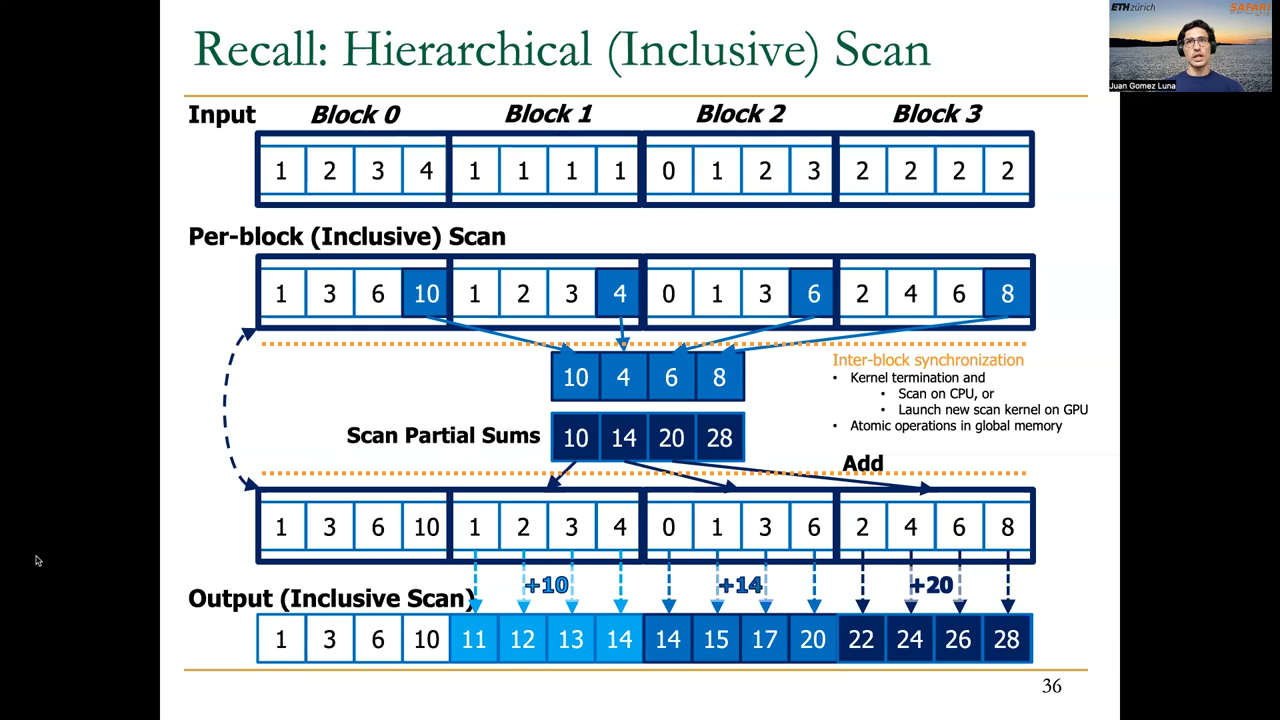 Recall: Hierarchical (Inclusive) Scan
ETHzürich
SAFARI
Juan Gomez Luna
Input Block 0 Block 1 Block 2 Block 3
1 2 3 4 1 1 1 1 0 1 2 3 2 2 2 2
Per-block (Inclusive) Scan
1 3 6 10 1 2 3 4 0 1 3 6 2 4 6 8
10 4 6 8
Inter-block synchronization
• Kernel termination and
• Scan on CPU, or
• Launch new scan kernel on GPU
• Atomic operations in global memory
Scan Partial Sums 10 14 20 28
Add
1 3 6 10 1 2 3 4 0 1 3 6 2 4 6 8
+10 +14 +20
Output (Inclusive Scan)
1 3 6 10 11 12 13 14 14 15 17 20 22 24 26 28
36